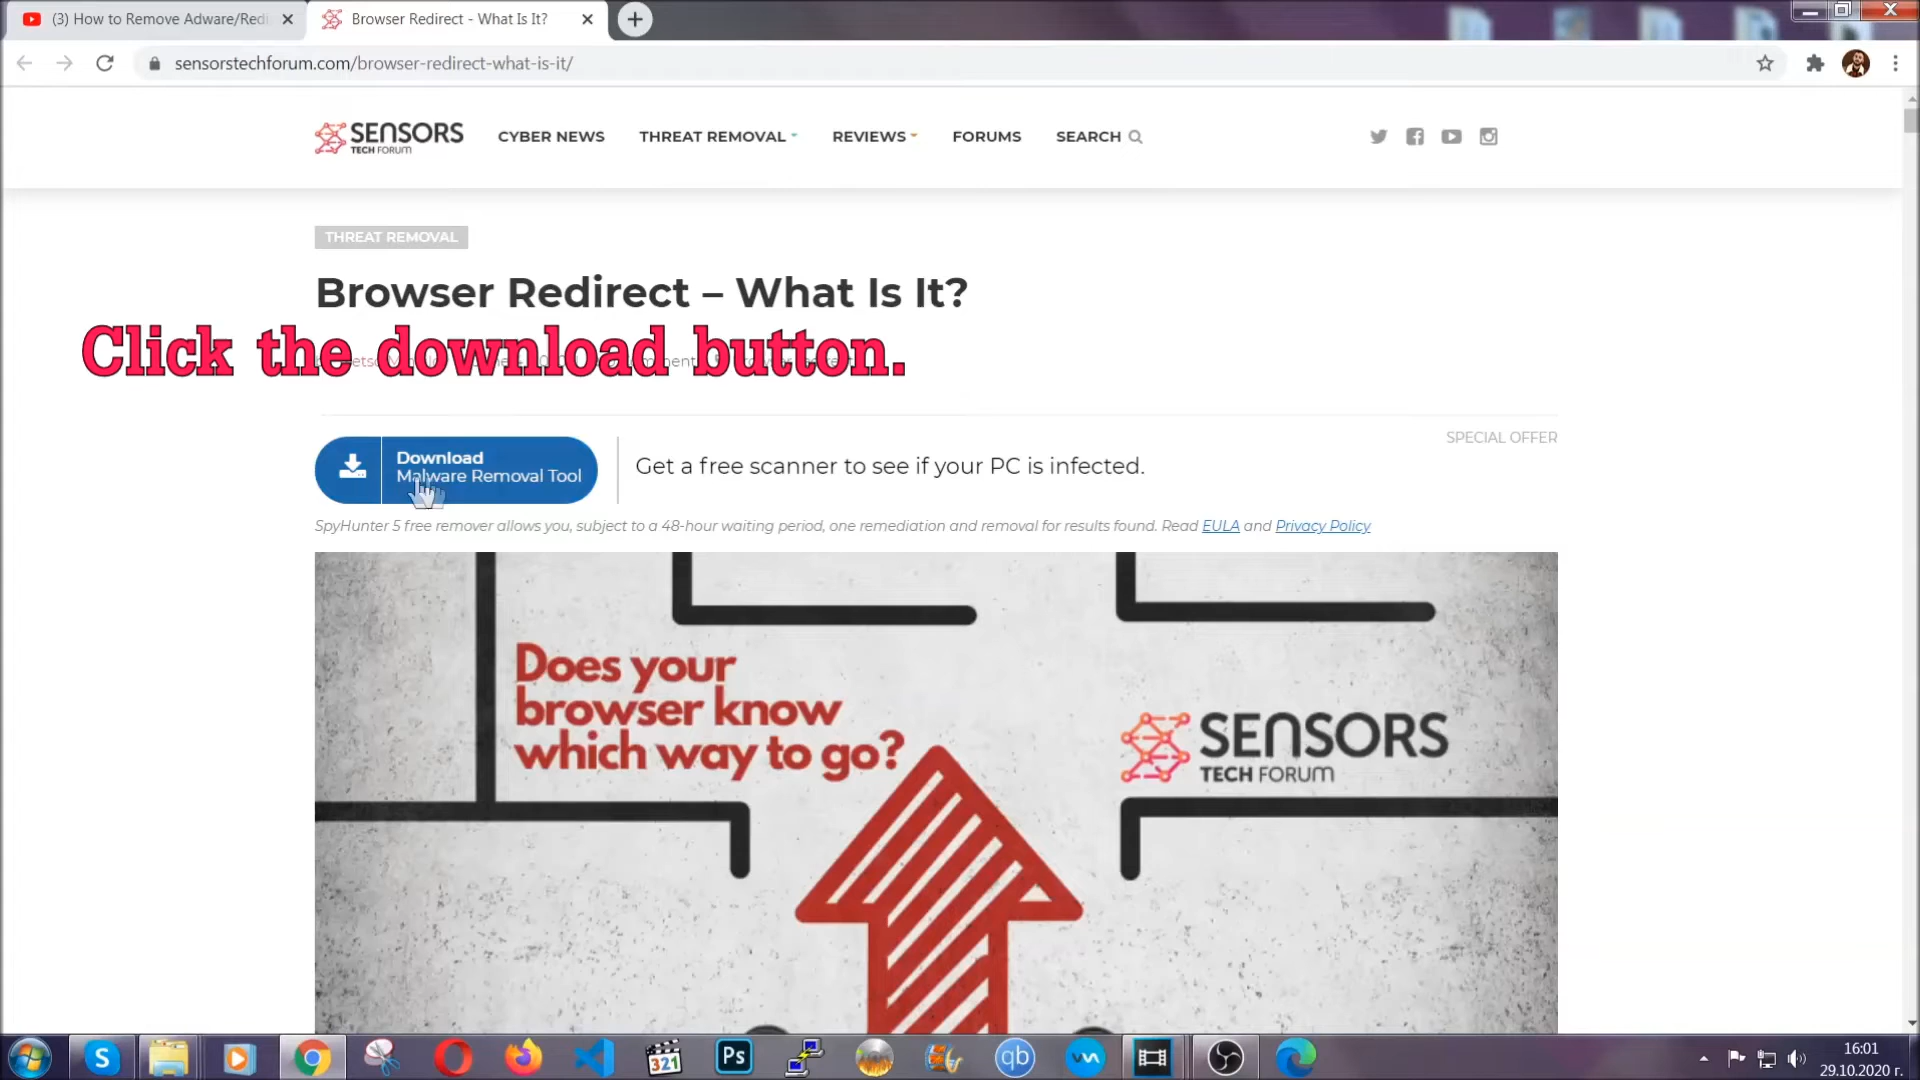 (3) How to Remove Adware/Redi
Browser Redirect - What Is It?
sensorstechforum.com/browser-redirect-what-is-it/
SENSORS
TECH FORUM
CYBER NEWS
THREAT REMOVAL
REVIEWS
FORUMS
SEARCH
THREAT REMOVAL
Browser Redirect – What Is It?
Click the download button.
SPECIAL OFFER
Download
Malware Removal Tool
Get a free scanner to see if your PC is infected.
SpyHunter 5 free remover allows you, subject to a 48-hour waiting period, one remediation and removal for results found. Read EULA and Privacy Policy
Does your
browser know
which way to go?
SENSORS
TECH FORUM
S
321
Ps
qb
16:01
29.10.2020 г.